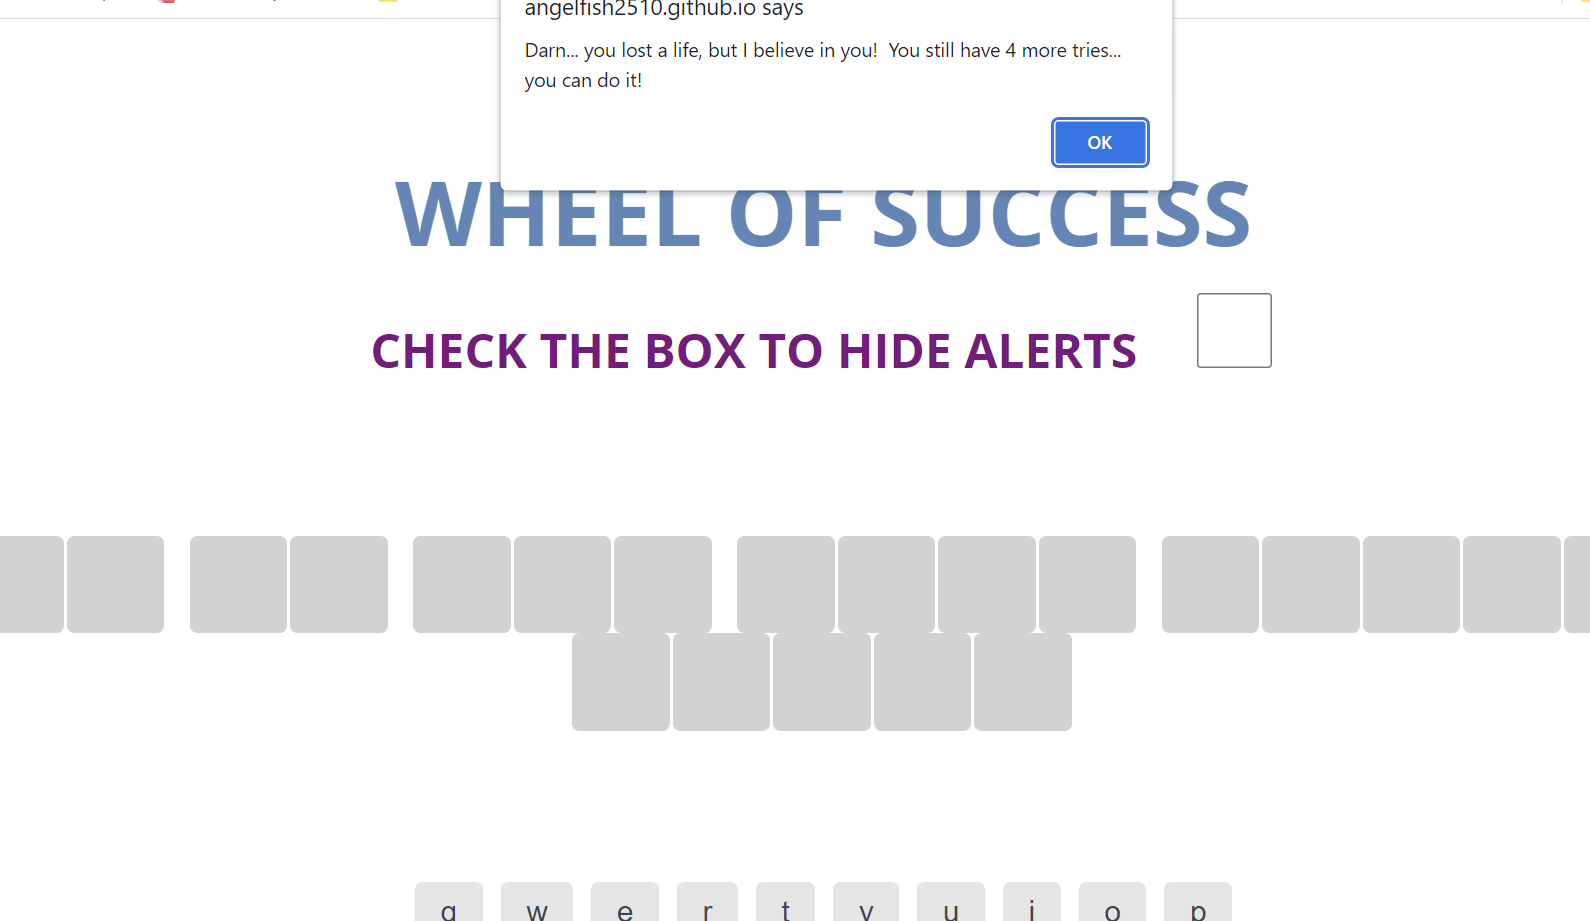 angelfish2510.github.io says
Darn... you lost a life, but I believe in you!  You still have 4 more tries...
you can do it!
OK
WHEEL OF SUCCESS
CHECK THE BOX TO HIDE ALERTS
q w e r t y u i o p